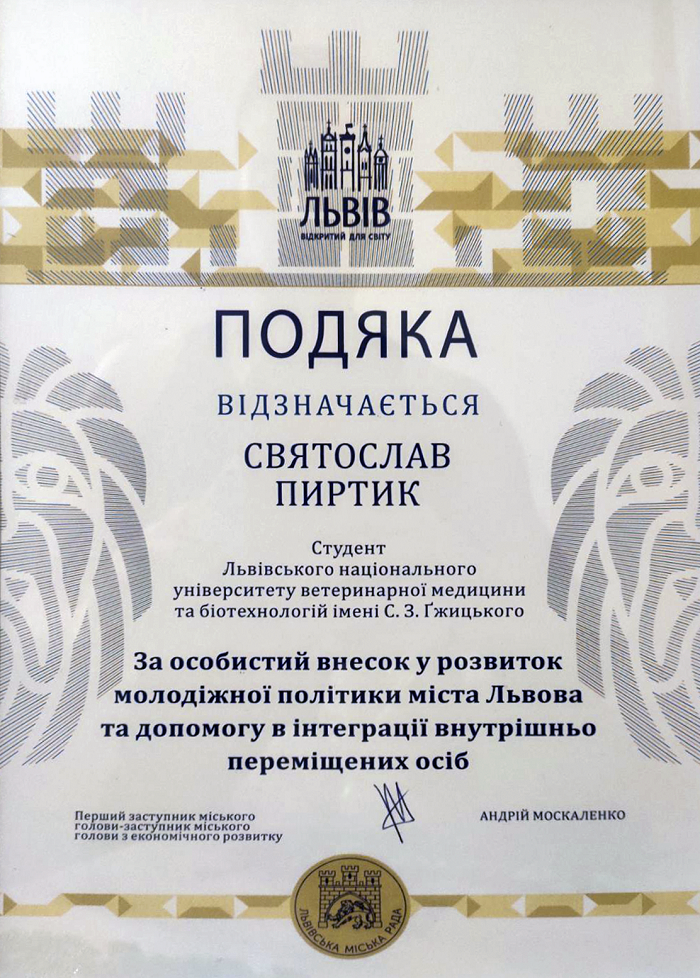 ЛЬВІВ
ВІДКРИТИЙ ДЛЯ СВІТУ
ПОДЯКА
ВІДЗНАЧАЄТЬСЯ
СВЯТОСЛАВ
ПИРТИК
Студент
Львівського національного
університету ветеринарної медицини
та біотехнологій імені С. З. Ґжицького
За особистий внесок у розвиток
молодіжної політики міста Львова
та допомогу в інтеграції внутрішньо
переміщених осіб
Перший заступник міського
голови-заступник міського
голови з економічного розвитку
АНДРІЙ МОСКАЛЕНКО
ЛЬВІВСЬКА МІСЬКА РАДА